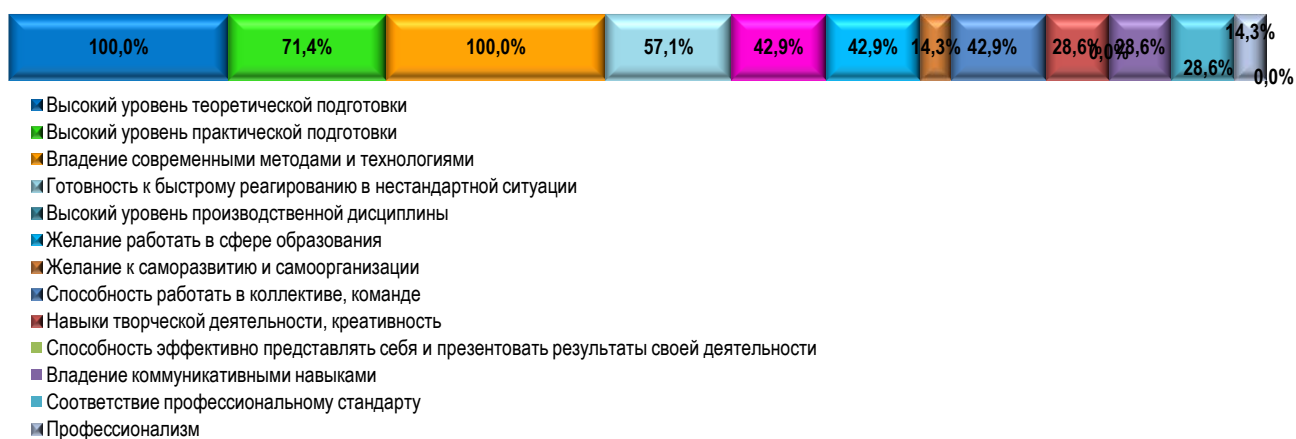 100,0% 71,4% 100,0% 57,1% 42,9% 42,9% 14,3% 42,9% 28,6% 0,0% 28,6% 28,6% 14,3% 0,0%
Высокий уровень теоретической подготовки
Высокий уровень практической подготовки
Владение современными методами и технологиями
Готовность к быстрому реагированию в нестандартной ситуации
Высокий уровень производственной дисциплины
Желание работать в сфере образования
Желание к саморазвитию и самоорганизации
Способность работать в коллективе, команде
Навыки творческой деятельности, креативность
Способность эффективно представлять себя и презентовать результаты своей деятельности
Владение коммуникативными навыками
Соответствие профессиональному стандарту
Профессионализм